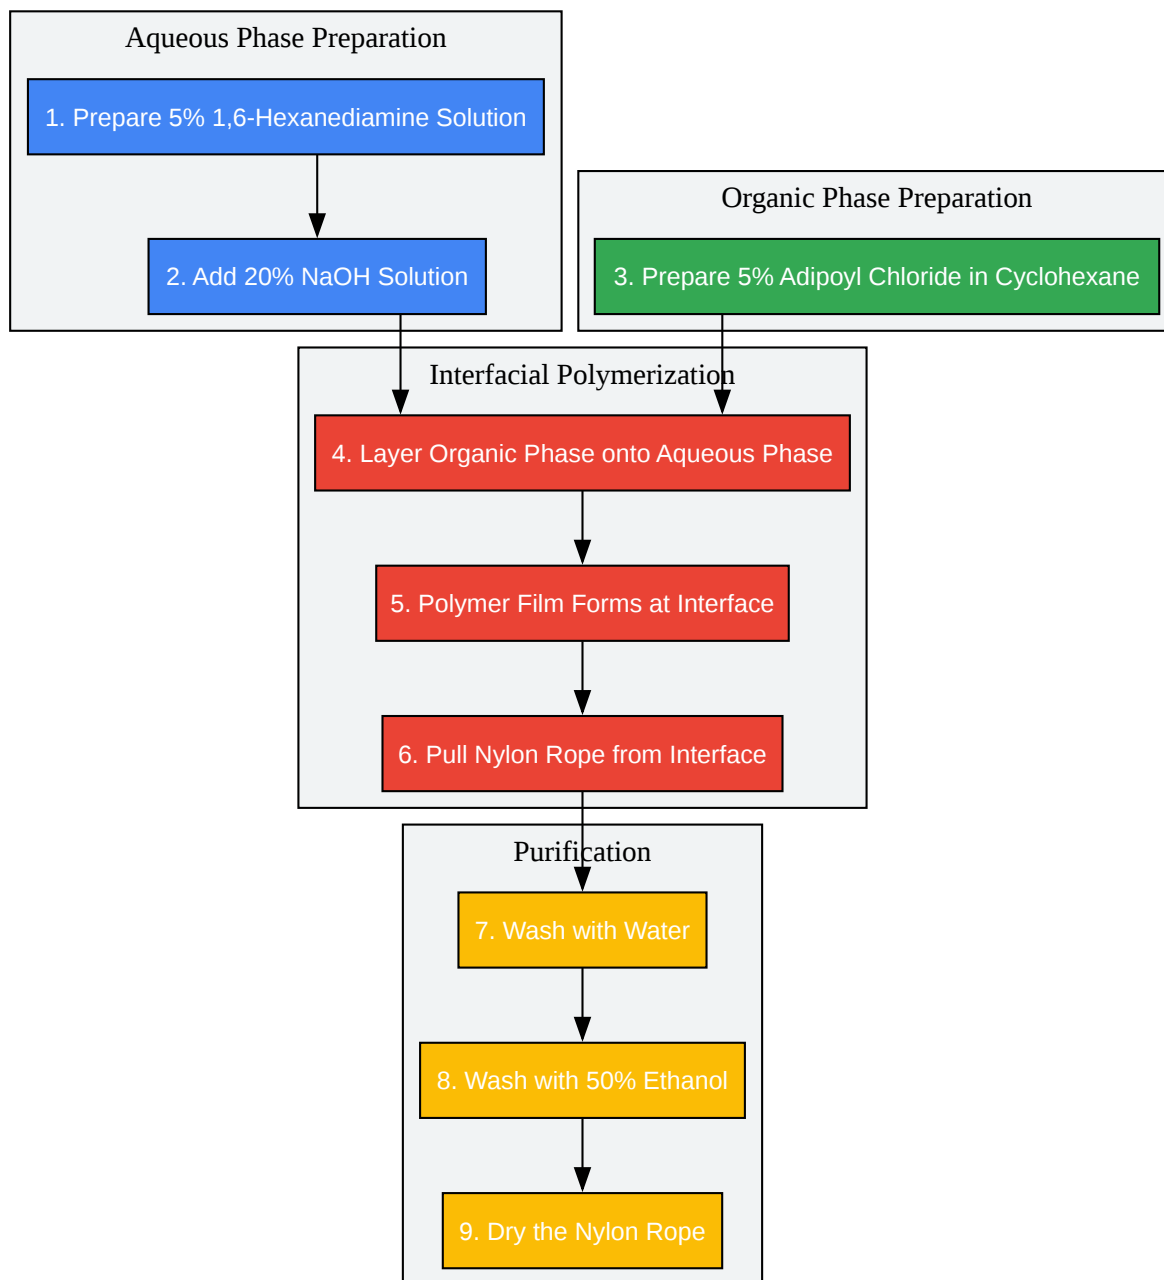 Aqueous Phase Preparation
1. Prepare 5% 1,6-Hexanediamine Solution
2. Add 20% NaOH Solution
Organic Phase Preparation
3. Prepare 5% Adipoyl Chloride in Cyclohexane
Interfacial Polymerization
4. Layer Organic Phase onto Aqueous Phase
5. Polymer Film Forms at Interface
6. Pull Nylon Rope from Interface
Purification
7. Wash with Water
8. Wash with 50% Ethanol
9. Dry the Nylon Rope